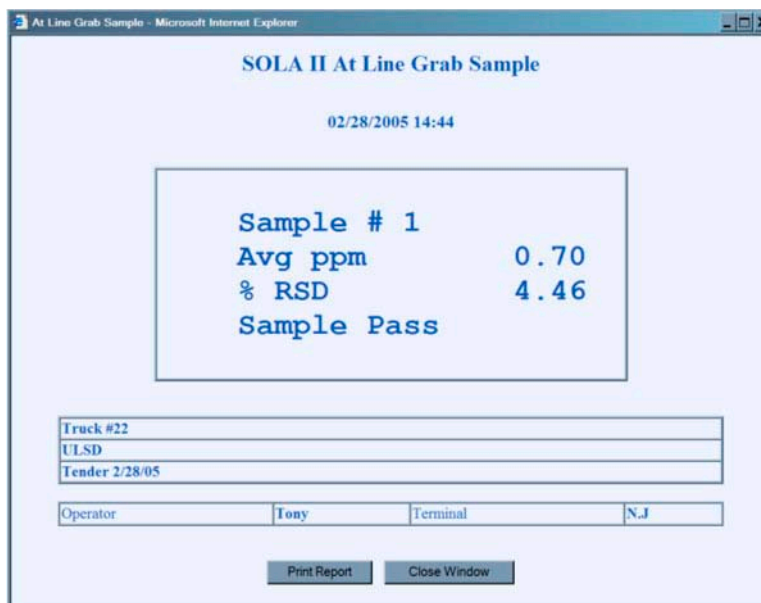 At Line Grab Sample - Microsoft Internet Explorer
SOLA II At Line Grab Sample
02/28/2005 14:44
Sample # 1
Avg ppm 0.70
% RSD 4.46
Sample Pass
Truck #22
ULSD
Tender 2/28/05
Operator Tony Terminal N.J
Print Report Close Window